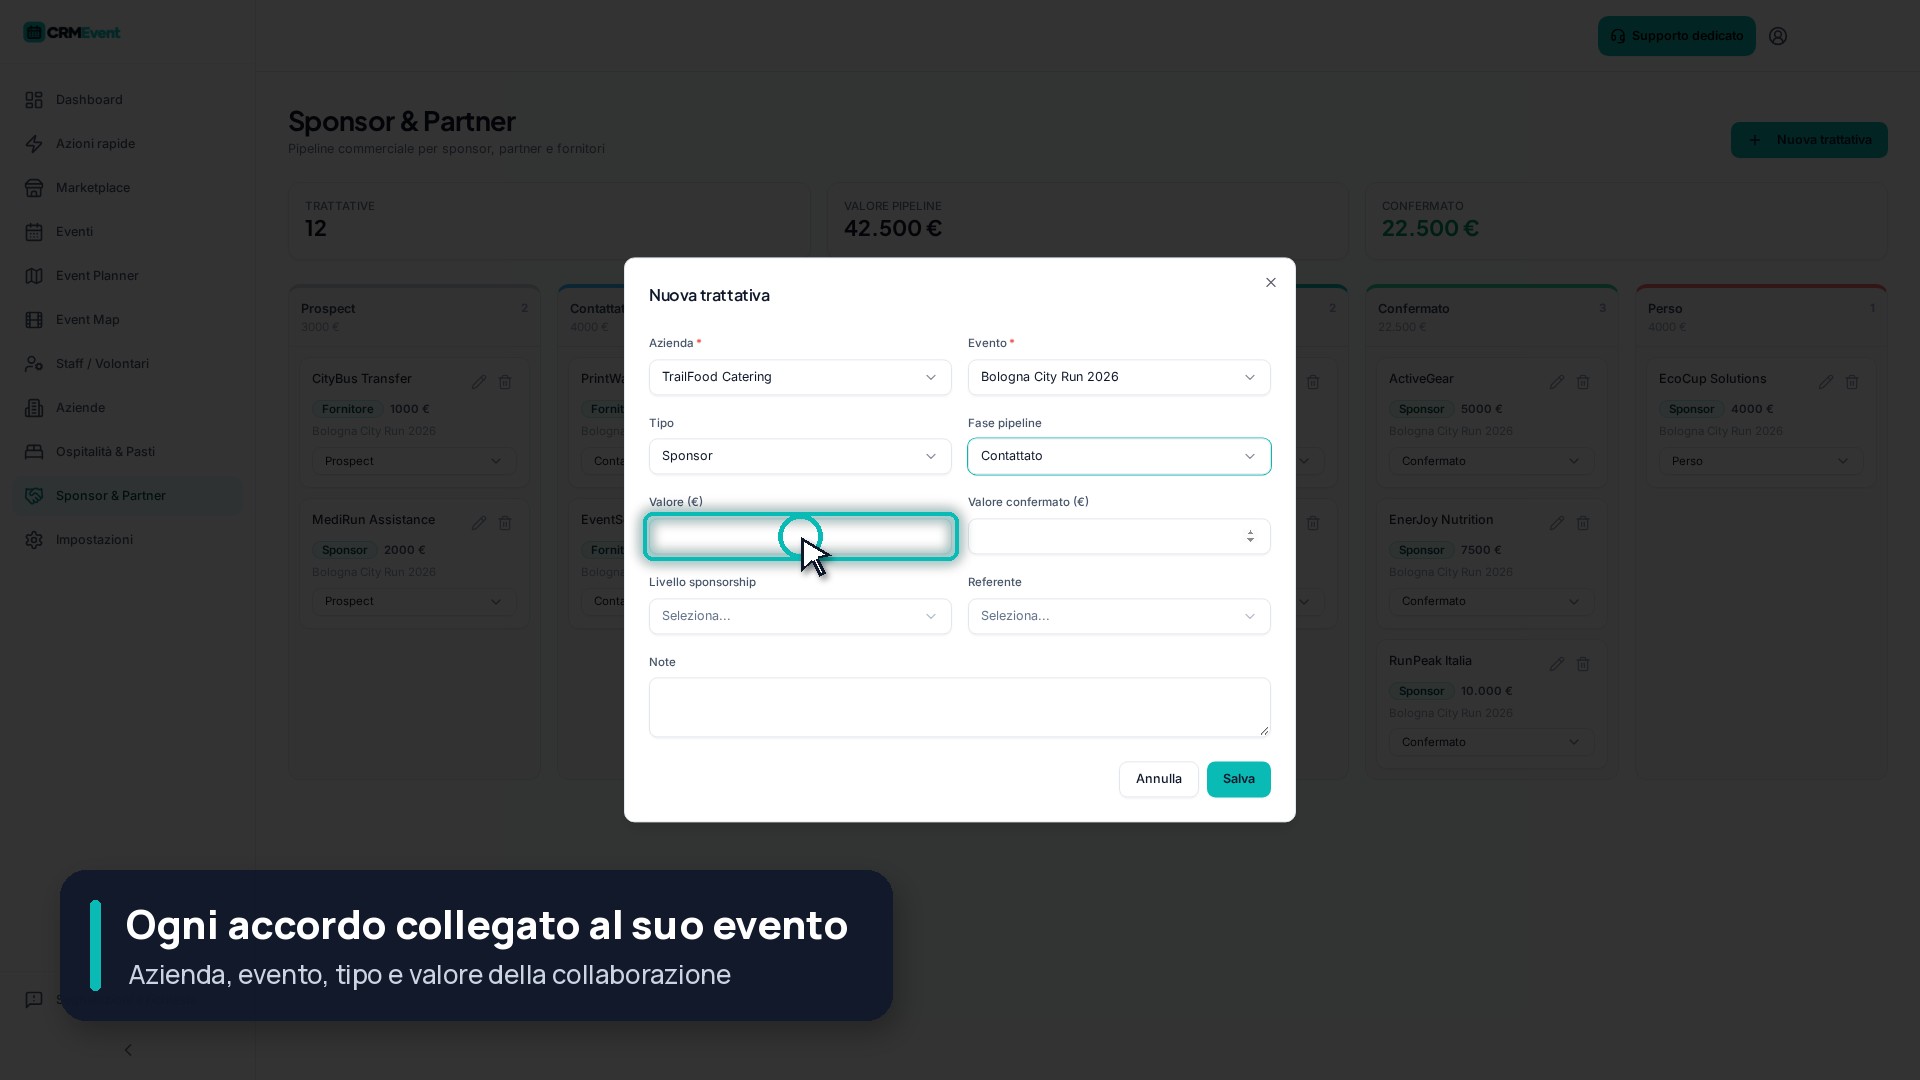 CRMEvent
Supporto dedicato
Dashboard
Azioni rapide
Marketplace
Eventi
Event Planner
Event Map
Staff / Volontari
Aziende
Ospitalità & Pasti
Sponsor & Partner
Impostazioni
Sponsor & Partner
Pipeline commerciale per sponsor, partner e fornitori
Nuova trattativa
TRATTATIVE
12
VALORE PIPELINE
42.500 €
CONFERMATO
22.500 €
Prospect 2
3000 €
CityBus Transfer
Fornitore 1000 €
Bologna City Run 2026
Prospect
MediRun Assistance
Sponsor 2000 €
Bologna City Run 2026
Prospect
4000 €
2
Confermato 3
22.500 €
ActiveGear
Sponsor 5000 €
Bologna City Run 2026
Confermato
EnerJoy Nutrition
Sponsor 7500 €
Bologna City Run 2026
Confermato
RunPeak Italia
Sponsor 10.000 €
Bologna City Run 2026
Confermato
Perso 1
4000 €
EcoCup Solutions
Sponsor 4000 €
Bologna City Run 2026
Perso
Nuova trattativa
Azienda *
TrailFood Catering
Evento *
Bologna City Run 2026
Tipo
Sponsor
Fase pipeline
Contattato
Valore (€)
Valore confermato (€)
Livello sponsorship
Seleziona...
Referente
Seleziona...
Note
Annulla
Salva
Ogni accordo collegato al suo evento
Azienda, evento, tipo e valore della collaborazione